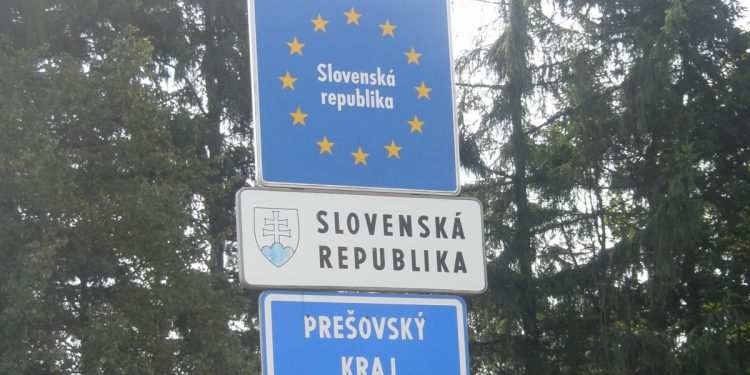 Slovenská
republika
SLOVENSKÁ
REPUBLIKA
PREŠOVSKÝ
KRAJ